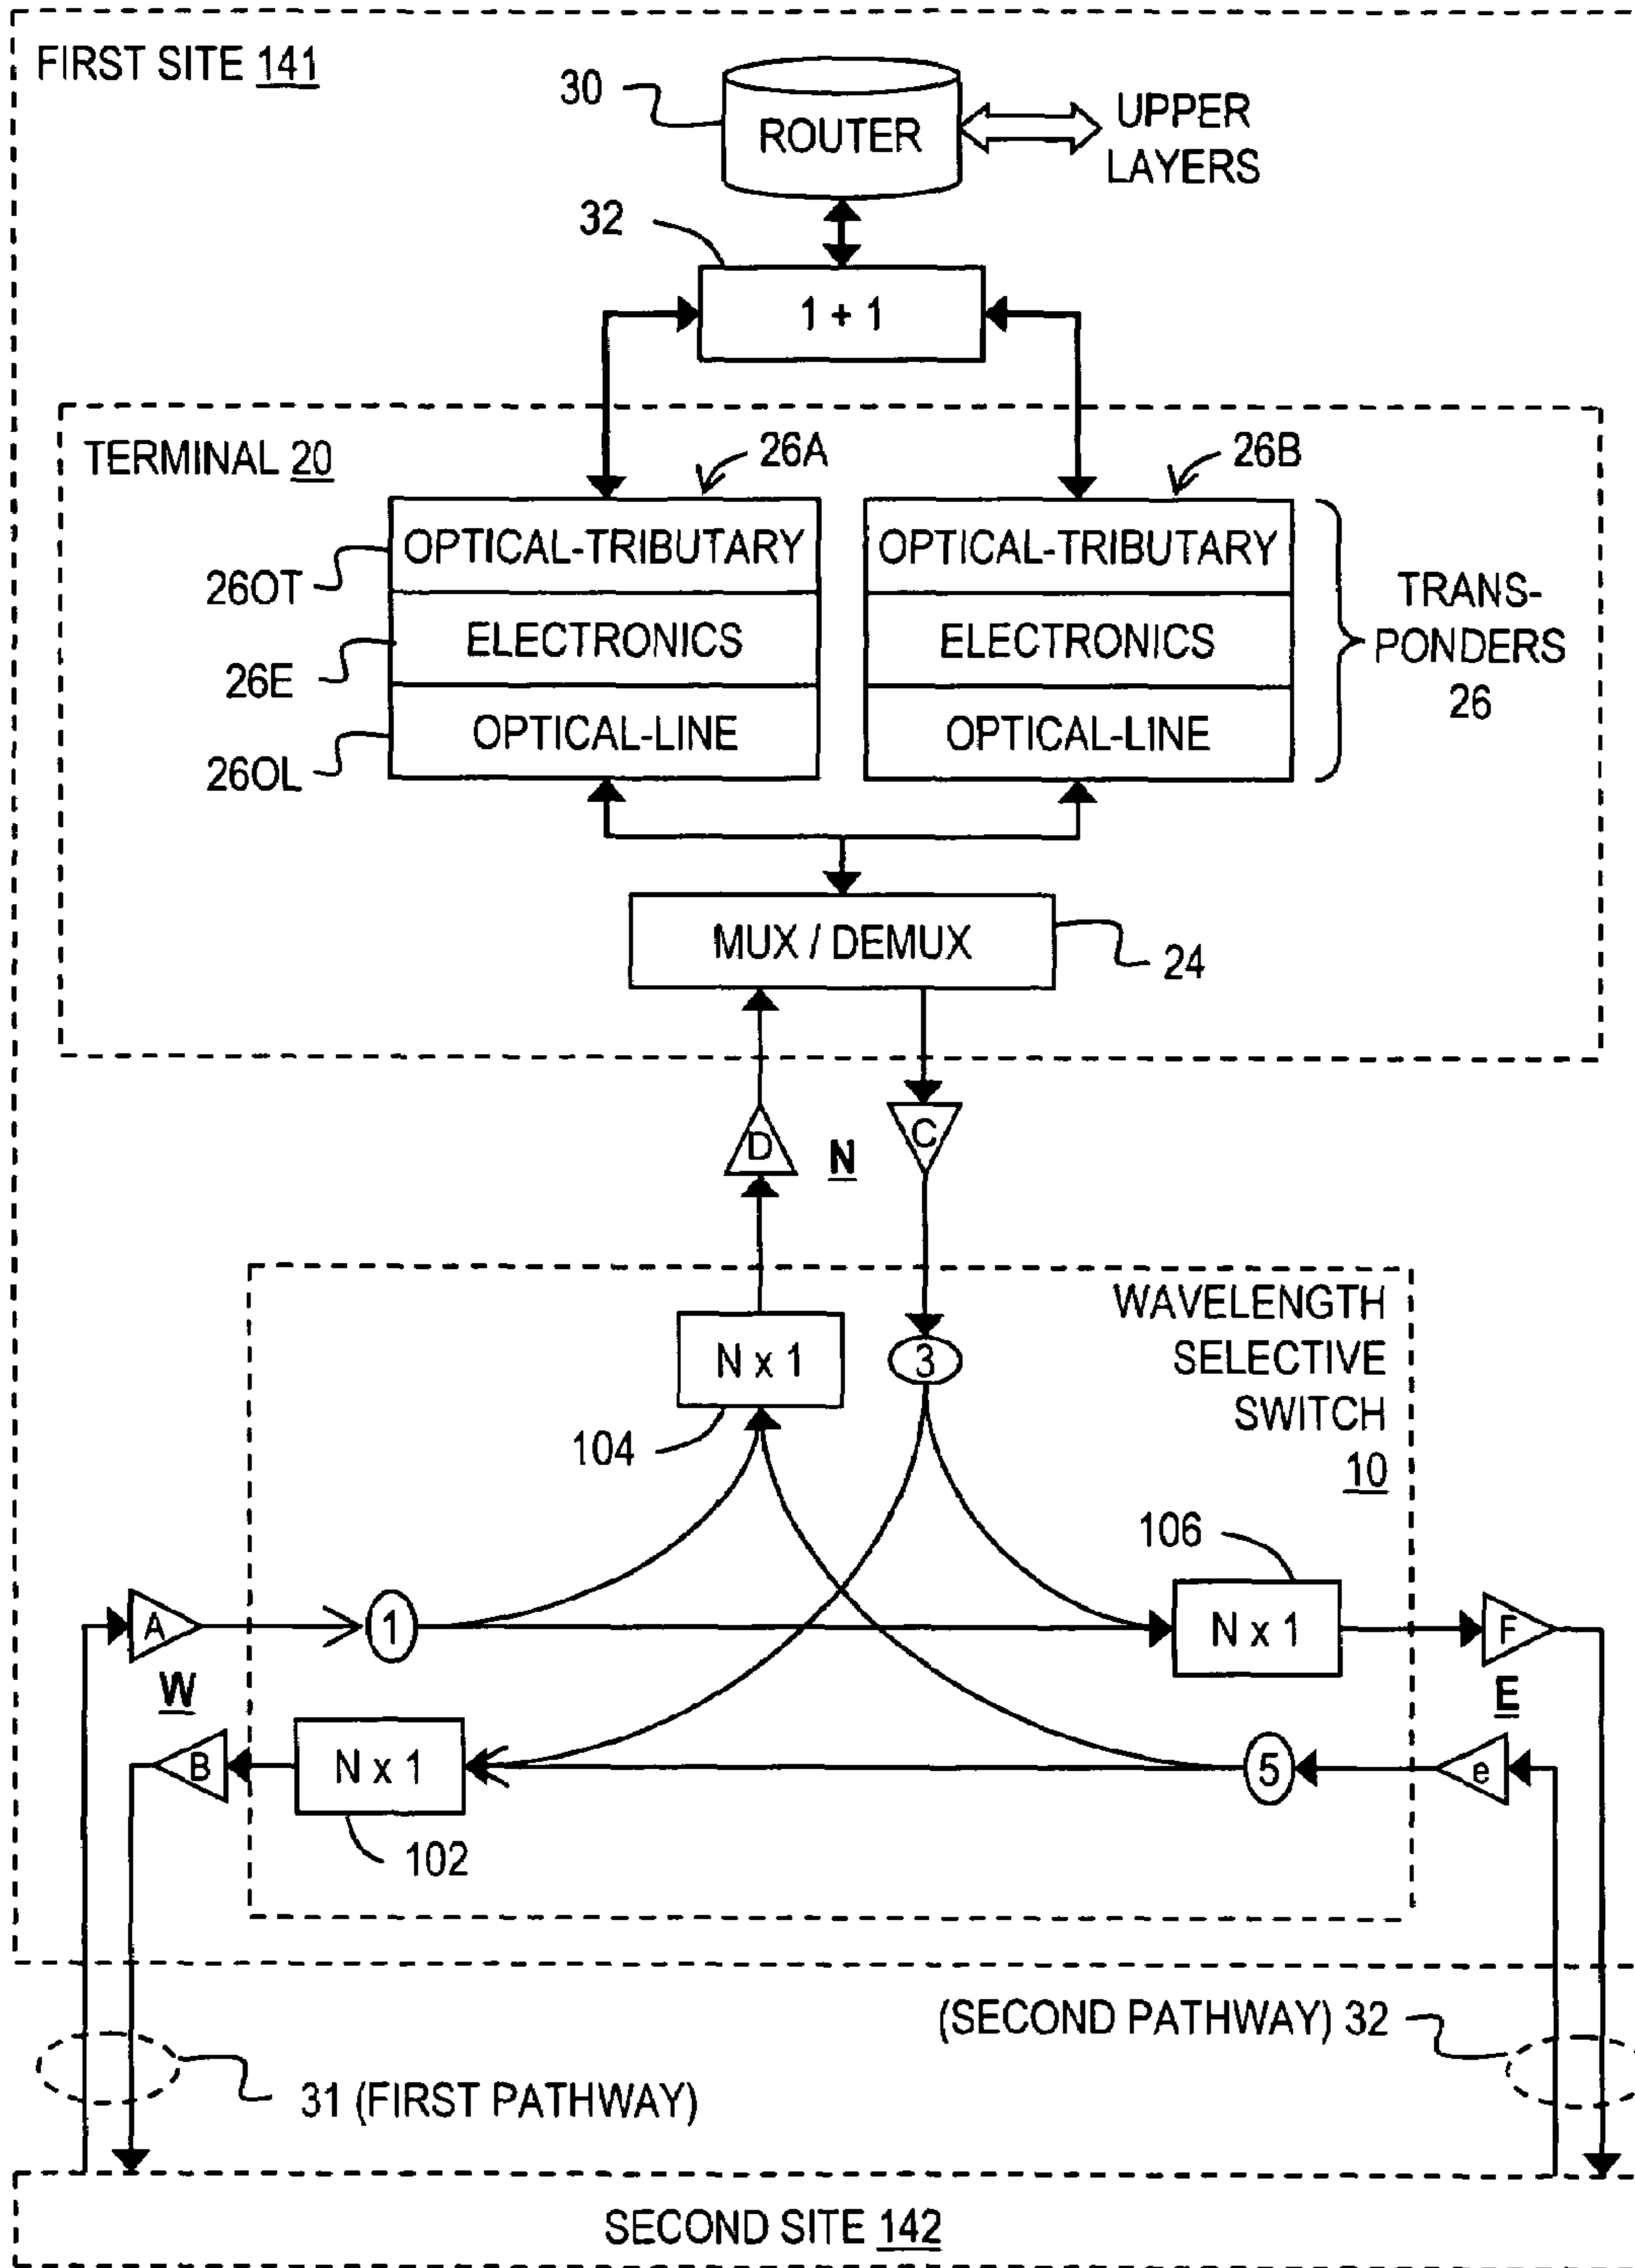 FIRST SITE 141
30
ROUTER
UPPER
LAYERS
32
1 + 1
TERMINAL 20
26A
26B
OPTICAL-TRIBUTARY
OPTICAL-TRIBUTARY
26OT
ELECTRONICS
ELECTRONICS
26E
OPTICAL-LINE
OPTICAL-LINE
26OL
TRANS-
PONDERS
26
MUX / DEMUX
24
D
N
C
WAVELENGTH
SELECTIVE
SWITCH
10
N x 1
3
104
106
A
1
N x 1
F
W
E
B
N x 1
5
e
102
(SECOND PATHWAY) 32
31 (FIRST PATHWAY)
SECOND SITE 142